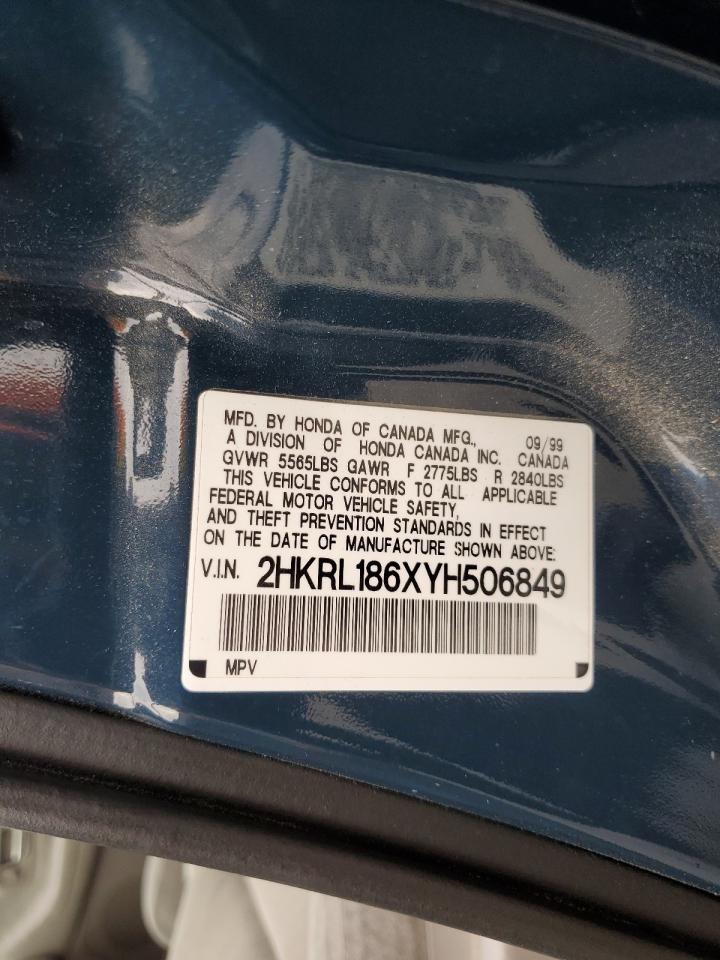 MFD. BY HONDA OF CANADA MFG., 09/99
A DIVISION OF HONDA CANADA INC. CANADA
GVWR 5565LBS GAWR F 2775LBS R 2840LBS
THIS VEHICLE CONFORMS TO ALL APPLICABLE
FEDERAL MOTOR VEHICLE SAFETY,
AND THEFT PREVENTION STANDARDS IN EFFECT
ON THE DATE OF MANUFACTURE SHOWN ABOVE:
V.I.N. 2HKRL186XYH506849
MPV